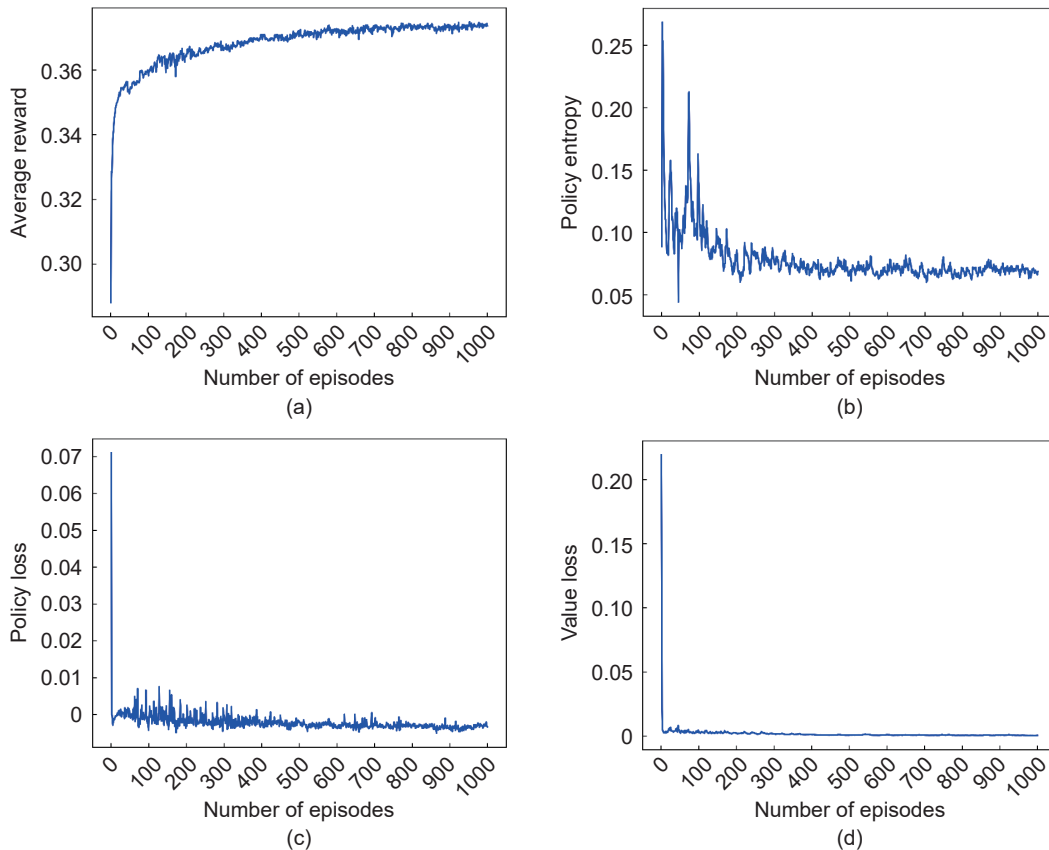 Average reward
0.36
0.34
0.32
0.30
0 100 200 300 400 500 600 700 800 900 1000
Number of episodes
(a)
Policy entropy
0.25
0.20
0.15
0.10
0.05
0 100 200 300 400 500 600 700 800 900 1000
Number of episodes
(b)
Policy loss
0.07
0.06
0.05
0.04
0.03
0.02
0.01
0
0 100 200 300 400 500 600 700 800 900 1000
Number of episodes
(c)
Value loss
0.20
0.15
0.10
0.05
0
0 100 200 300 400 500 600 700 800 900 1000
Number of episodes
(d)